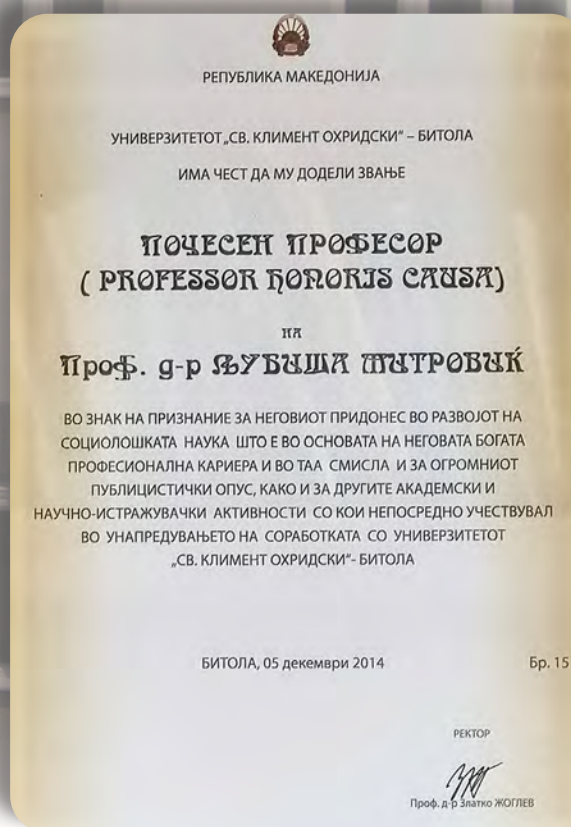 РЕПУБЛИКА МАКЕДОНИЈА
УНИВЕРЗИТЕТОТ „СВ. КЛИМЕНТ ОХРИДСКИ“ – БИТОЛА
ИМА ЧЕСТ ДА МУ ДОДЕЛИ ЗВАЊЕ
ПОЧЕСЕН ПРОФЕСОР
( PROFESSOR HONORIS CAUSA)
НА
Проф. д-р ЉУБИША МИТРОВИЌ
ВО ЗНАК НА ПРИЗНАНИЕ ЗА НЕГОВИОТ ПРИДОНЕС ВО РАЗВОЈОТ НА
СОЦИОЛОШКАТА НАУКА ШТО Е ВО ОСНОВАТА НА НЕГОВАТА БОГАТА
ПРОФЕСИОНАЛНА КАРИЕРА И ВО ТАА СМИСЛА И ЗА ОГРОМНИОТ
ПУБЛИЦИСТИЧКИ ОПУС, КАКО И ЗА ДРУГИТЕ АКАДЕМСКИ И
НАУЧНО-ИСТРАЖУВАЧКИ АКТИВНОСТИ СО КОИ НЕПОСРЕДНО УЧЕСТВУВАЛ
ВО УНАПРЕДУВАЊЕТО НА СОРАБОТКАТА СО УНИВЕРЗИТЕТОТ
„СВ. КЛИМЕНТ ОХРИДСКИ“- БИТОЛА
БИТОЛА, 05 декември 2014 Бр. 15
РЕКТОР
Проф. д-р Златко ЖОГЛЕВ